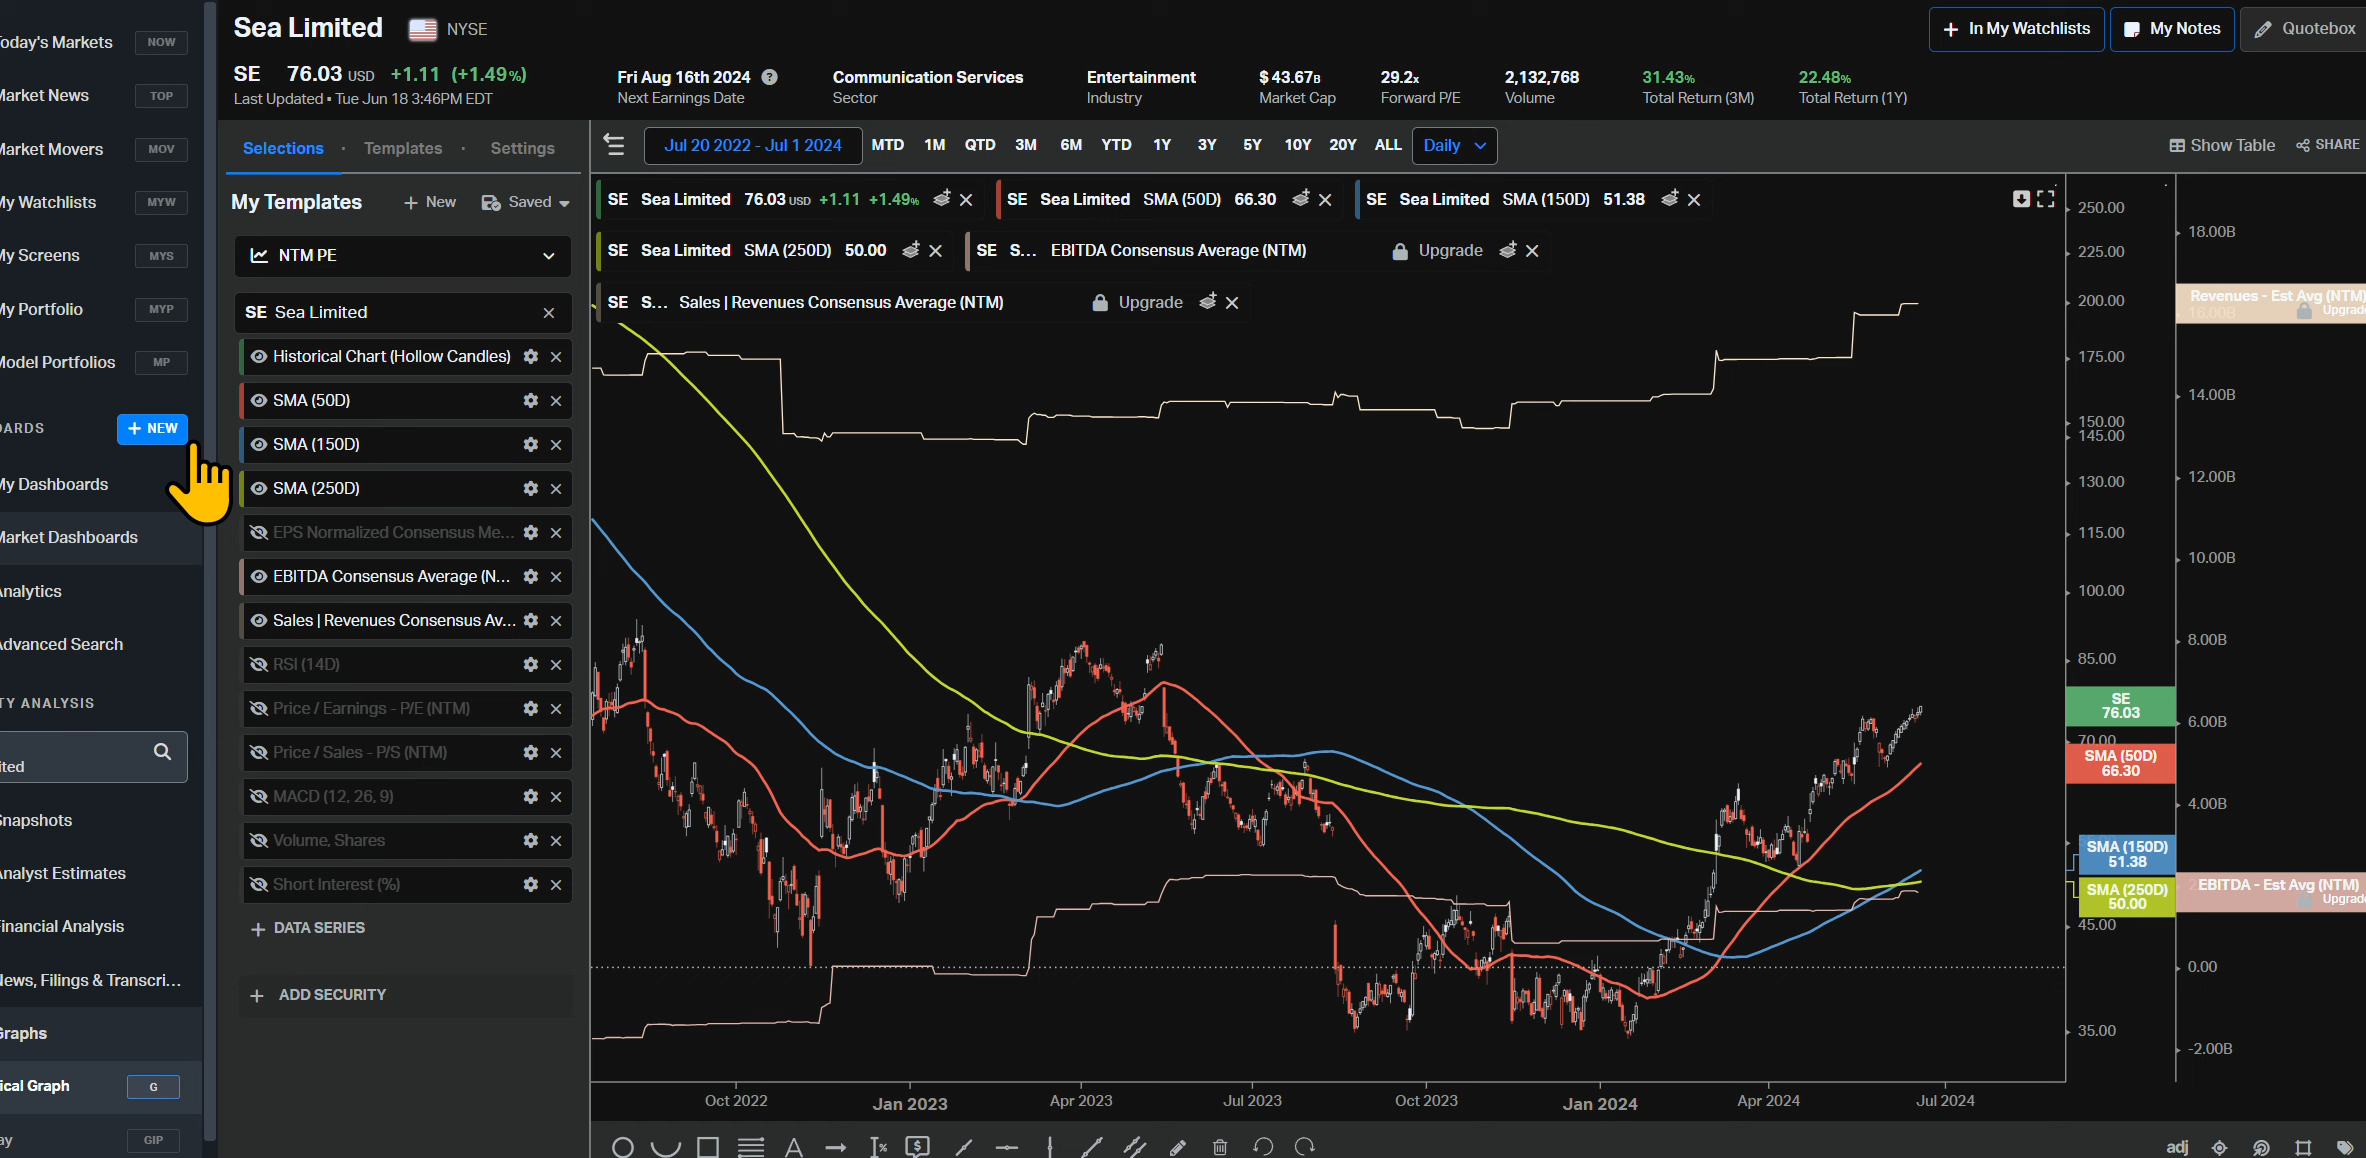 oday's Markets NOW
arket News TOP
arket Movers MOV
y Watchlists MYW
y Screens MYS
y Portfolio MYP
odel Portfolios MP
OARDS + NEW
y Dashboards
arket Dashboards
nalytics
dvanced Search
TY ANALYSIS
ited
napshots
nalyst Estimates
inancial Analysis
ews, Filings & Transcri...
Graphs
ical Graph G
ay GIP
Sea Limited NYSE
SE 76.03 USD +1.11 (+1.49%)
Last Updated • Tue Jun 18 3:46PM EDT
Fri Aug 16th 2024 ?
Next Earnings Date
Communication Services
Sector
Entertainment
Industry
$43.67B
Market Cap
29.2x
Forward P/E
2,132,768
Volume
31.43%
Total Return (3M)
22.48%
Total Return (1Y)
+ In My Watchlists
My Notes
Quotebox
Selections · Templates · Settings
My Templates + New Saved
NTM PE
SE Sea Limited
Historical Chart (Hollow Candles)
SMA (50D)
SMA (150D)
SMA (250D)
EPS Normalized Consensus Me...
EBITDA Consensus Average (N...
Sales | Revenues Consensus Av...
RSI (14D)
Price / Earnings - P/E (NTM)
Price / Sales - P/S (NTM)
MACD (12, 26, 9)
Volume, Shares
Short Interest (%)
+ DATA SERIES
+ ADD SECURITY
Jul 20 2022 - Jul 1 2024 MTD 1M QTD 3M 6M YTD 1Y 3Y 5Y 10Y 20Y ALL Daily
Show Table SHARE
SE Sea Limited 76.03 USD +1.11 +1.49%
SE Sea Limited SMA (50D) 66.30
SE Sea Limited SMA (150D) 51.38
SE Sea Limited SMA (250D) 50.00
SE S... EBITDA Consensus Average (NTM) Upgrade
SE S... Sales | Revenues Consensus Average (NTM) Upgrade
250.00
225.00
200.00
175.00
150.00
145.00
130.00
115.00
100.00
85.00
SE
76.03
70.00
SMA (50D)
66.30
SMA (150D)
51.38
SMA (250D)
50.00
45.00
35.00
18.00B
Revenues - Est Avg (NTM)
16.00B Upgrade
14.00B
12.00B
10.00B
8.00B
6.00B
4.00B
EBITDA - Est Avg (NTM)
Upgrade
0.00
-2.00B
Oct 2022 Jan 2023 Apr 2023 Jul 2023 Oct 2023 Jan 2024 Apr 2024 Jul 2024
adj